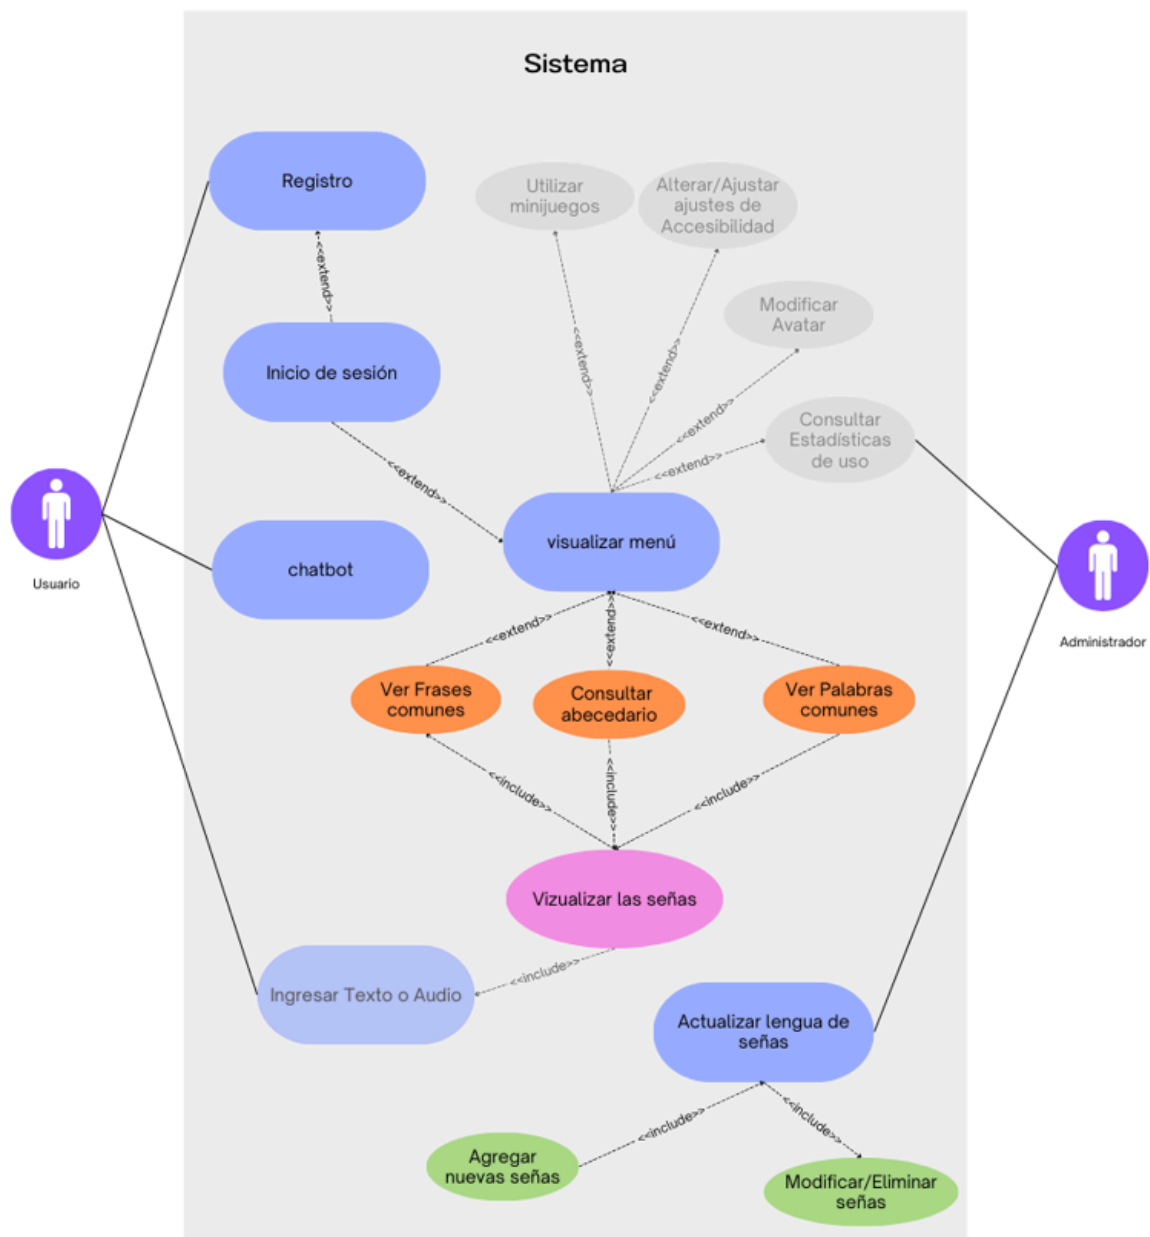 Sistema
Registro
Utilizar
minijuegos
Alterar/Ajustar
ajustes de
Accesibilidad
<<extend>>
Modificar
Avatar
Inicio de sesión
<<extend>>
<<extend>>
<<extend>>
Consultar
Estadísticas
de uso
<<extend>>
<<extend>>
visualizar menú
chatbot
Usuario
Administrador
<<extend>>
<<extend>>
<<extend>>
Ver Frases
comunes
Consultar
abecedario
Ver Palabras
comunes
<<include>>
<<include>>
<<include>>
Vizualizar las señas
<<include>>
Ingresar Texto o Audio
Actualizar lengua de
señas
<<include>>
<<include>>
Agregar
nuevas señas
Modificar/Eliminar
señas